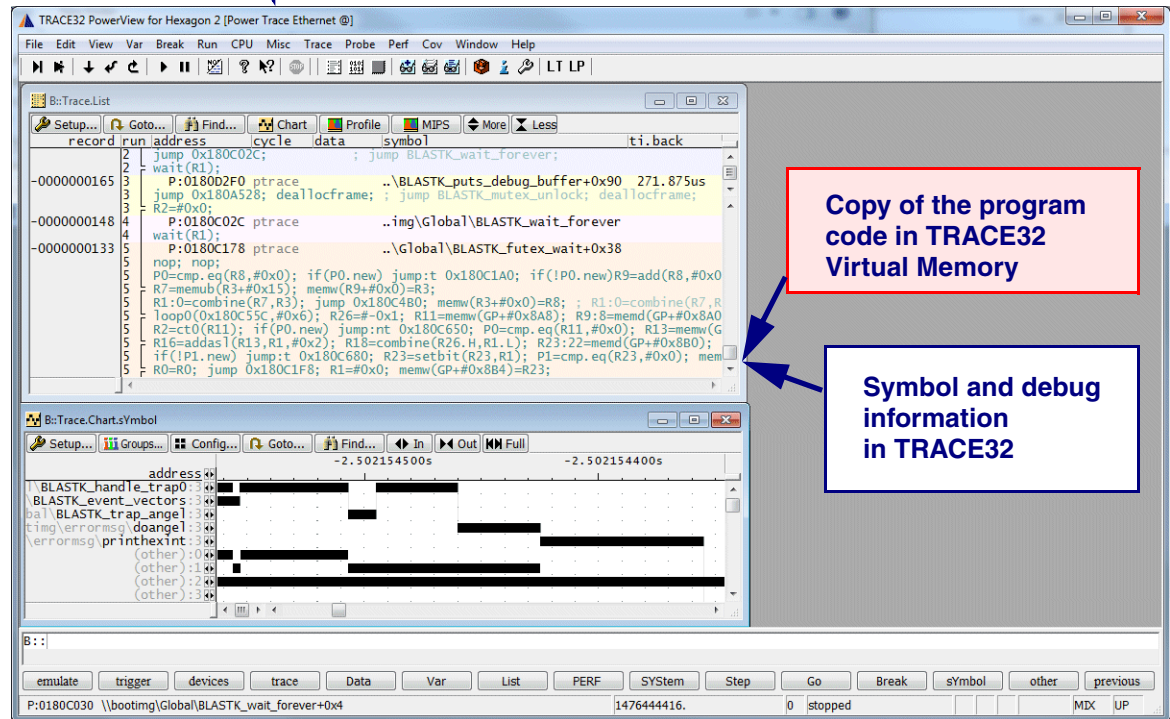 TRACE32 PowerView for Hexagon 2 [Power Trace Ethernet @]
File Edit View Var Break Run CPU Misc Trace Probe Perf Cov Window Help
LT LP
B::Trace.List
Setup... Goto... Find... Chart Profile MIPS More Less
record run address cycle data symbol ti.back
2 jump 0x180C02C; ; jump BLASTK_wait_forever;
2 wait(R1);
-0000000165 3 P:0180D2F0 ptrace ..\BLASTK_puts_debug_buffer+0x90 271.875us
3 jump 0x180A528; deallocframe; ; jump BLASTK_mutex_unlock; deallocframe;
3 R2=#0x0;
-0000000148 4 P:0180C02C ptrace ..img\Global\BLASTK_wait_forever
4 wait(R1);
-0000000133 5 P:0180C178 ptrace ..\Global\BLASTK_futex_wait+0x38
5 nop; nop;
5 P0=cmp.eq(R8,#0x0); if(P0.new) jump:t 0x180C1A0; if(!P0.new)R9=add(R8,#0x0
5 R7=memub(R3+#0x15); memw(R9+#0x0)=R3;
5 R1:0=combine(R7,R3); jump 0x180C4B0; memw(R3+#0x0)=R8; ; R1:0=combine(R7,R
5 loop0(0x180C55C,#0x6); R26=#-0x1; R11=memw(GP+#0x8A8); R9:8=memd(GP+#0x8A0
5 R2=ct0(R11); if(P0.new) jump:nt 0x180C650; P0=cmp.eq(R11,#0x0); R13=memw(G
5 R16=addasl(R13,R1,#0x2); R18=combine(R26.H,R1.L); R23:22=memd(GP+#0x8B0);
5 if(!P1.new) jump:t 0x180C680; R23=setbit(R23,R1); P1=cmp.eq(R23,#0x0); mem
5 R0=R0; jump 0x180C1F8; R1=#0x0; memw(GP+#0x8B4)=R23;
Copy of the program
code in TRACE32
Virtual Memory
Symbol and debug
information
in TRACE32
B::Trace.Chart.sYmbol
Setup... Groups... Config... Goto... Find... In Out Full
-2.502154500s -2.502154400s
address
l\BLASTK_handle_trap0:3
\BLASTK_event_vectors:3
bal\BLASTK_trap_angel:3
timg\errormsg\doangel:3
\errormsg\printhexint:3
(other):0
(other):1
(other):2
(other):3
B::
emulate trigger devices trace Data Var List PERF SYStem Step Go Break sYmbol other previous
P:0180C030 \\bootimg\Global\BLASTK_wait_forever+0x4 1476444416. 0 stopped MIX UP